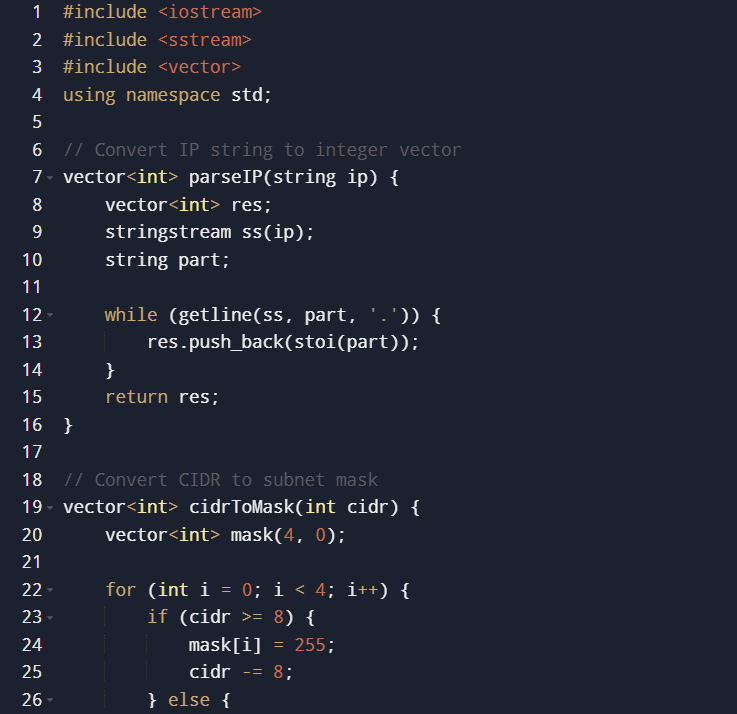 1 #include <iostream>
2 #include <sstream>
3 #include <vector>
4 using namespace std;
5
6 // Convert IP string to integer vector
7 vector<int> parseIP(string ip) {
8     vector<int> res;
9     stringstream ss(ip);
10     string part;
11
12     while (getline(ss, part, '.')) {
13         res.push_back(stoi(part));
14     }
15     return res;
16 }
17
18 // Convert CIDR to subnet mask
19 vector<int> cidrToMask(int cidr) {
20     vector<int> mask(4, 0);
21
22     for (int i = 0; i < 4; i++) {
23         if (cidr >= 8) {
24             mask[i] = 255;
25             cidr -= 8;
26         } else {